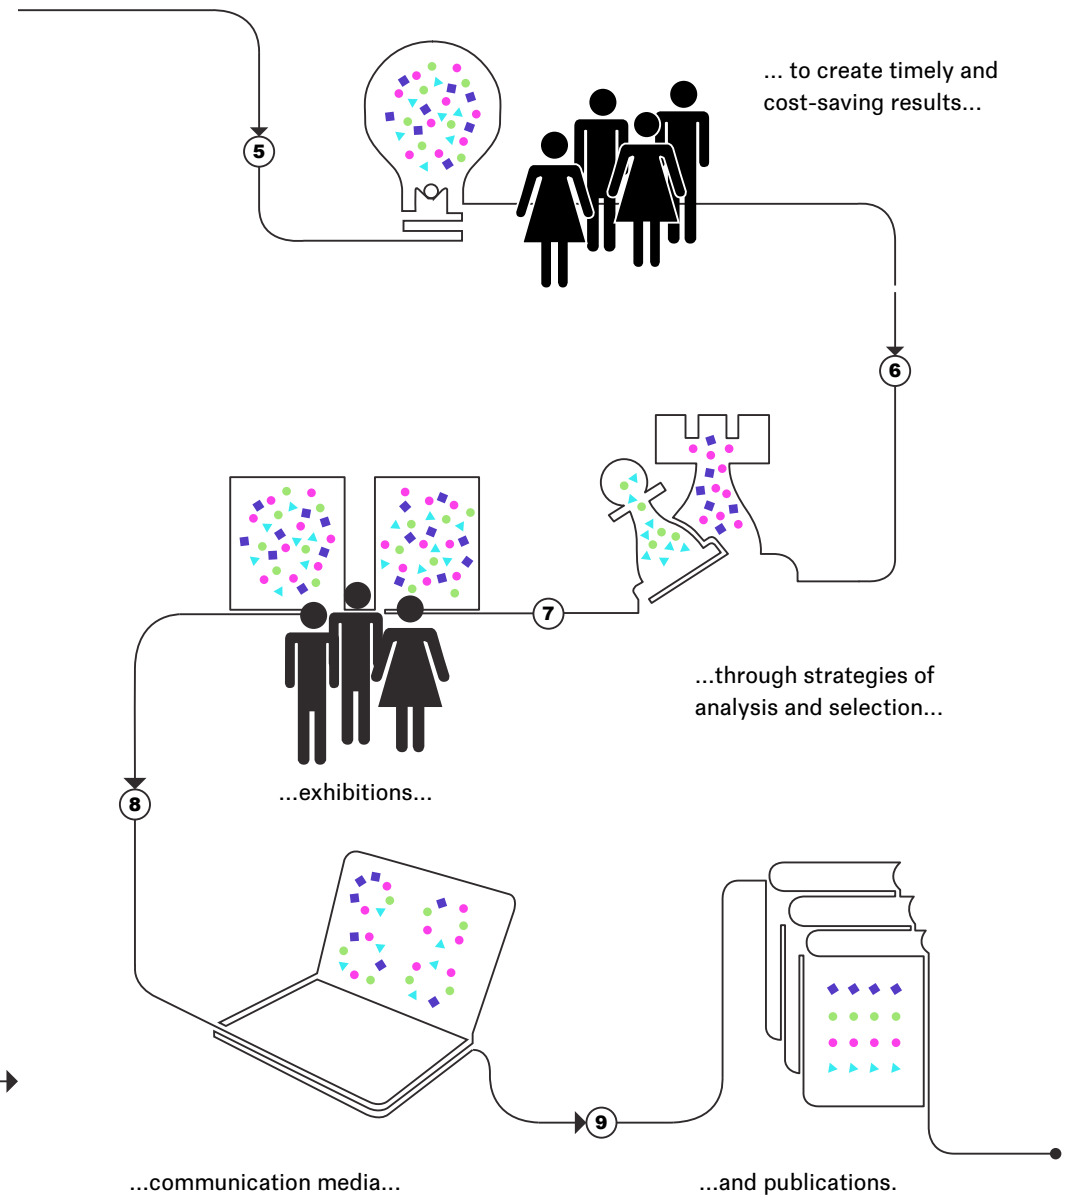 ... to create timely and
cost-saving results...
5
6
...through strategies of
analysis and selection...
7
...exhibitions...
8
9
...communication media...
...and publications.